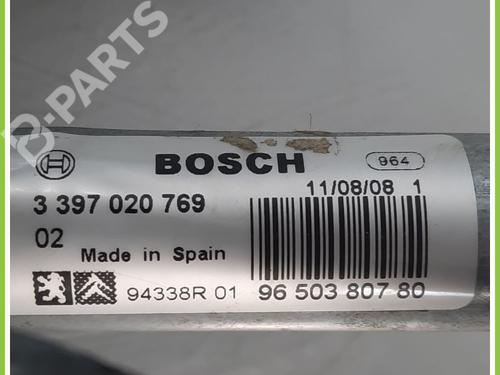 B-PARTS
BOSCH
964
3 397 020 769
11/08/08 1
02
Made in Spain
94338R 01
96 503 807 80